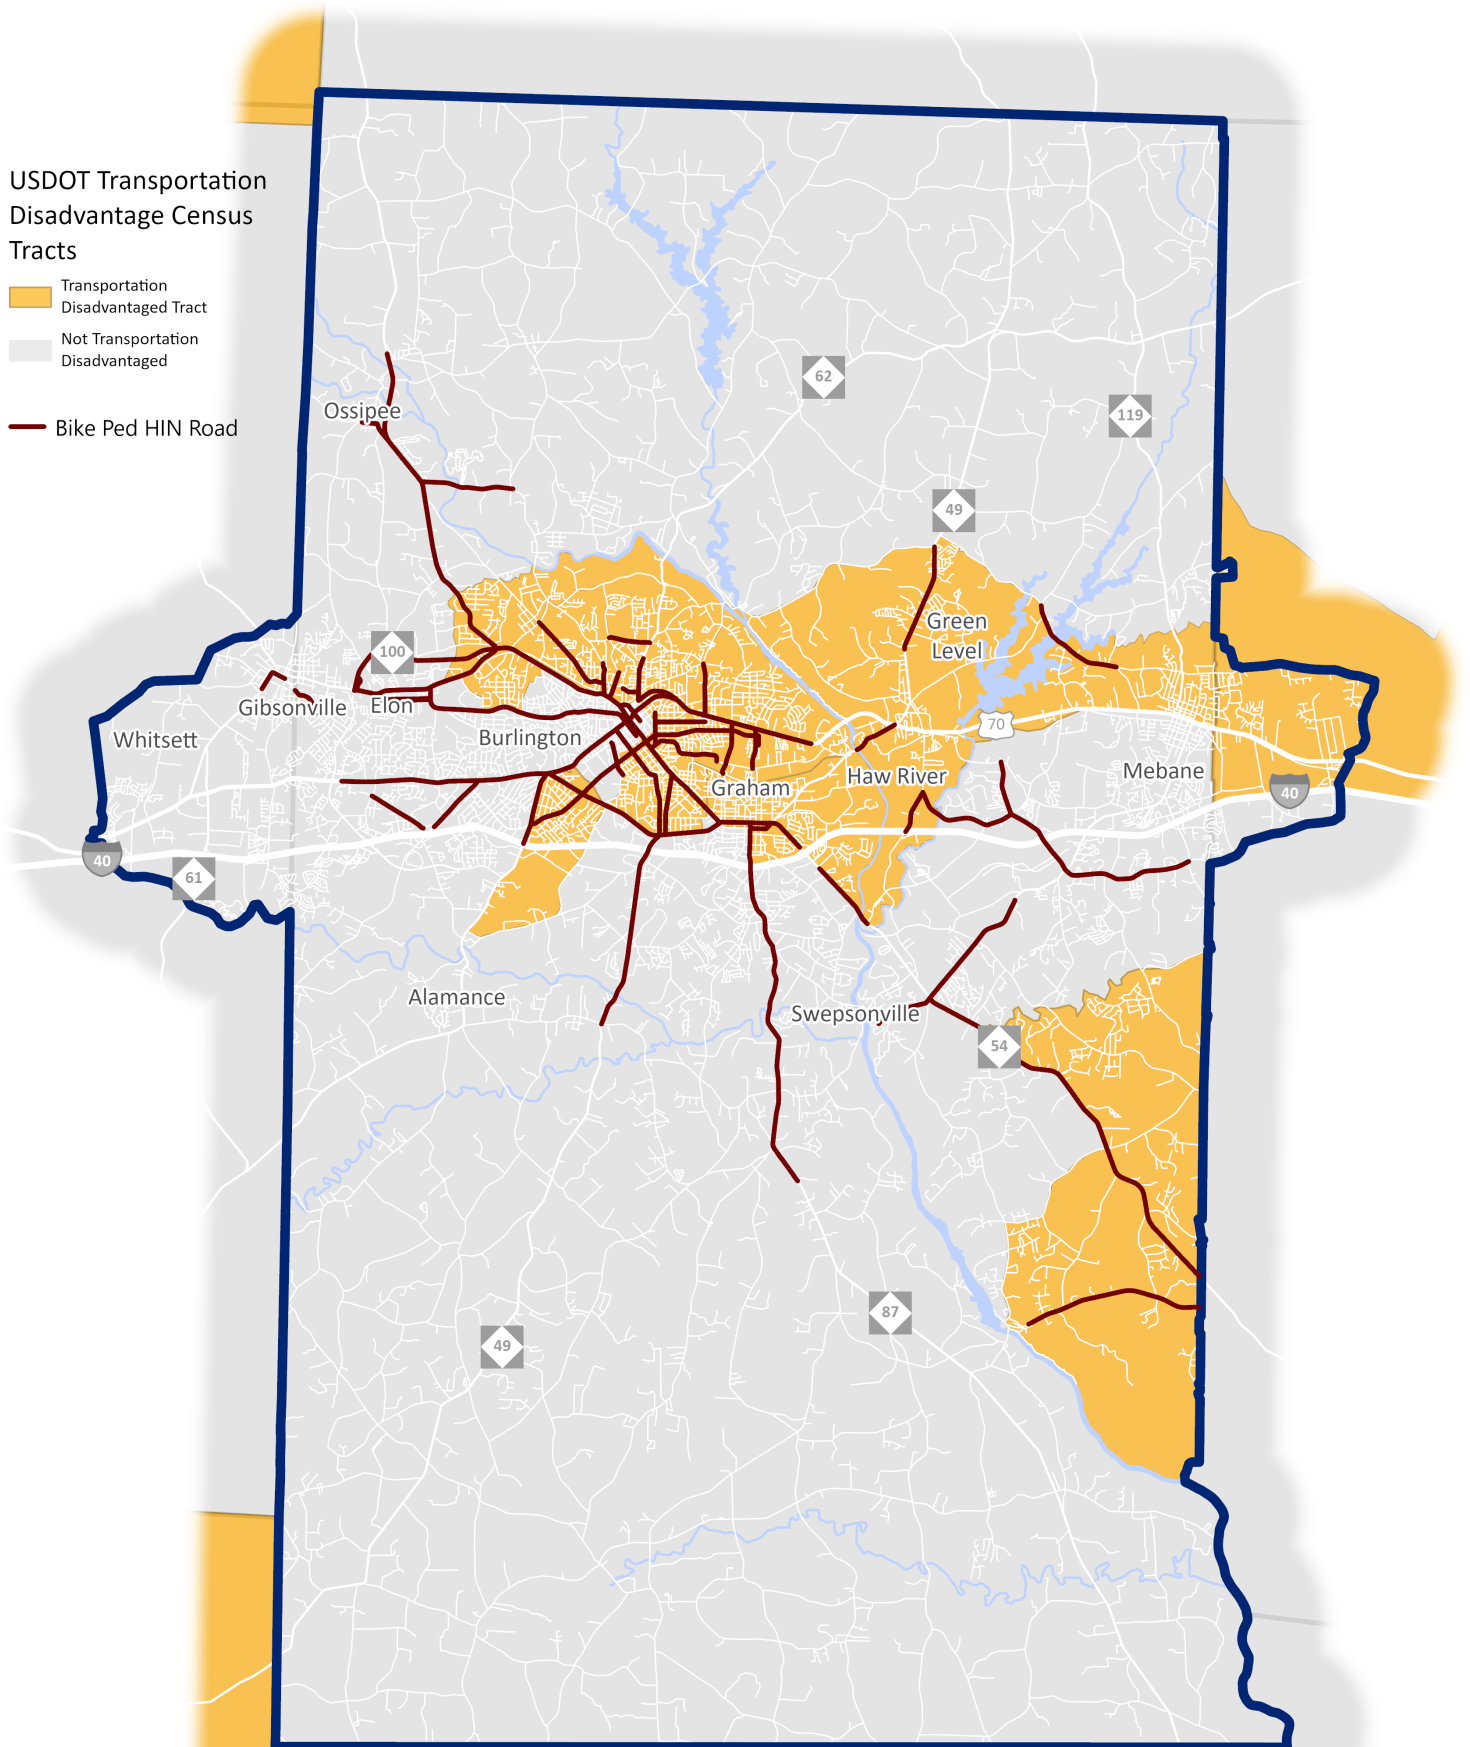 USDOT Transportation
Disadvantage Census
Tracts
Transportation
Disadvantaged Tract
Not Transportation
Disadvantaged
Bike Ped HIN Road
62
Ossipee
119
49
Green
Level
100
Gibsonville
Elon
70
Whitsett
Burlington
Mebane
Haw River
Graham
40
40
61
Alamance
Swepsonville
54
87
49